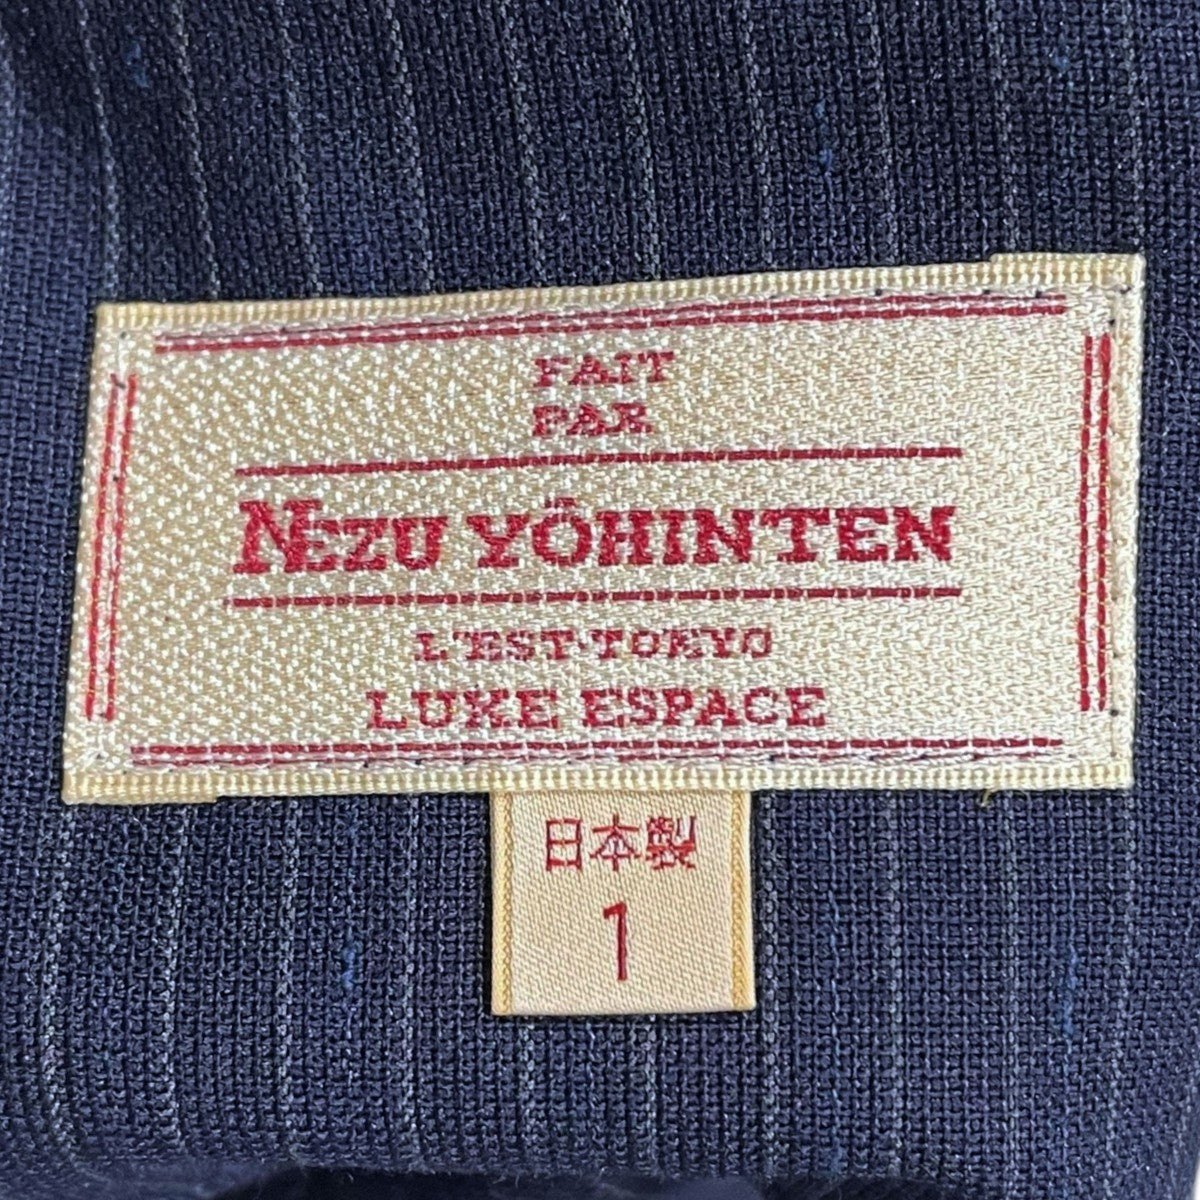 FAIT
PAR
NEZU YÔHINTEN
L'EST·TOKYO
LUKE ESPACE
日本製
1